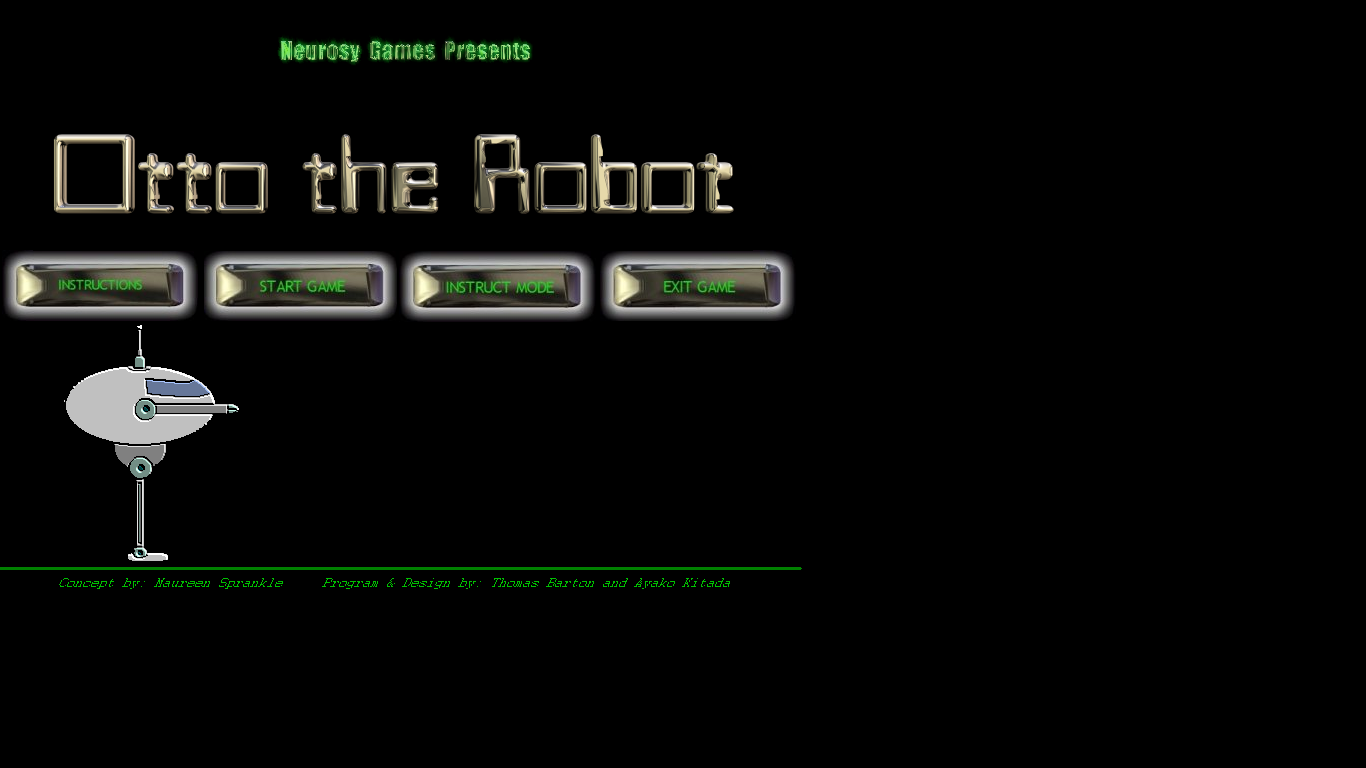 Neurosy Games Presents
Otto the Robot
INSTRUCTIONS START GAME INSTRUCT MODE EXIT GAME
Concept by: Maureen Sprankle Program & Design by: Thomas Barton and Ayako Kitada